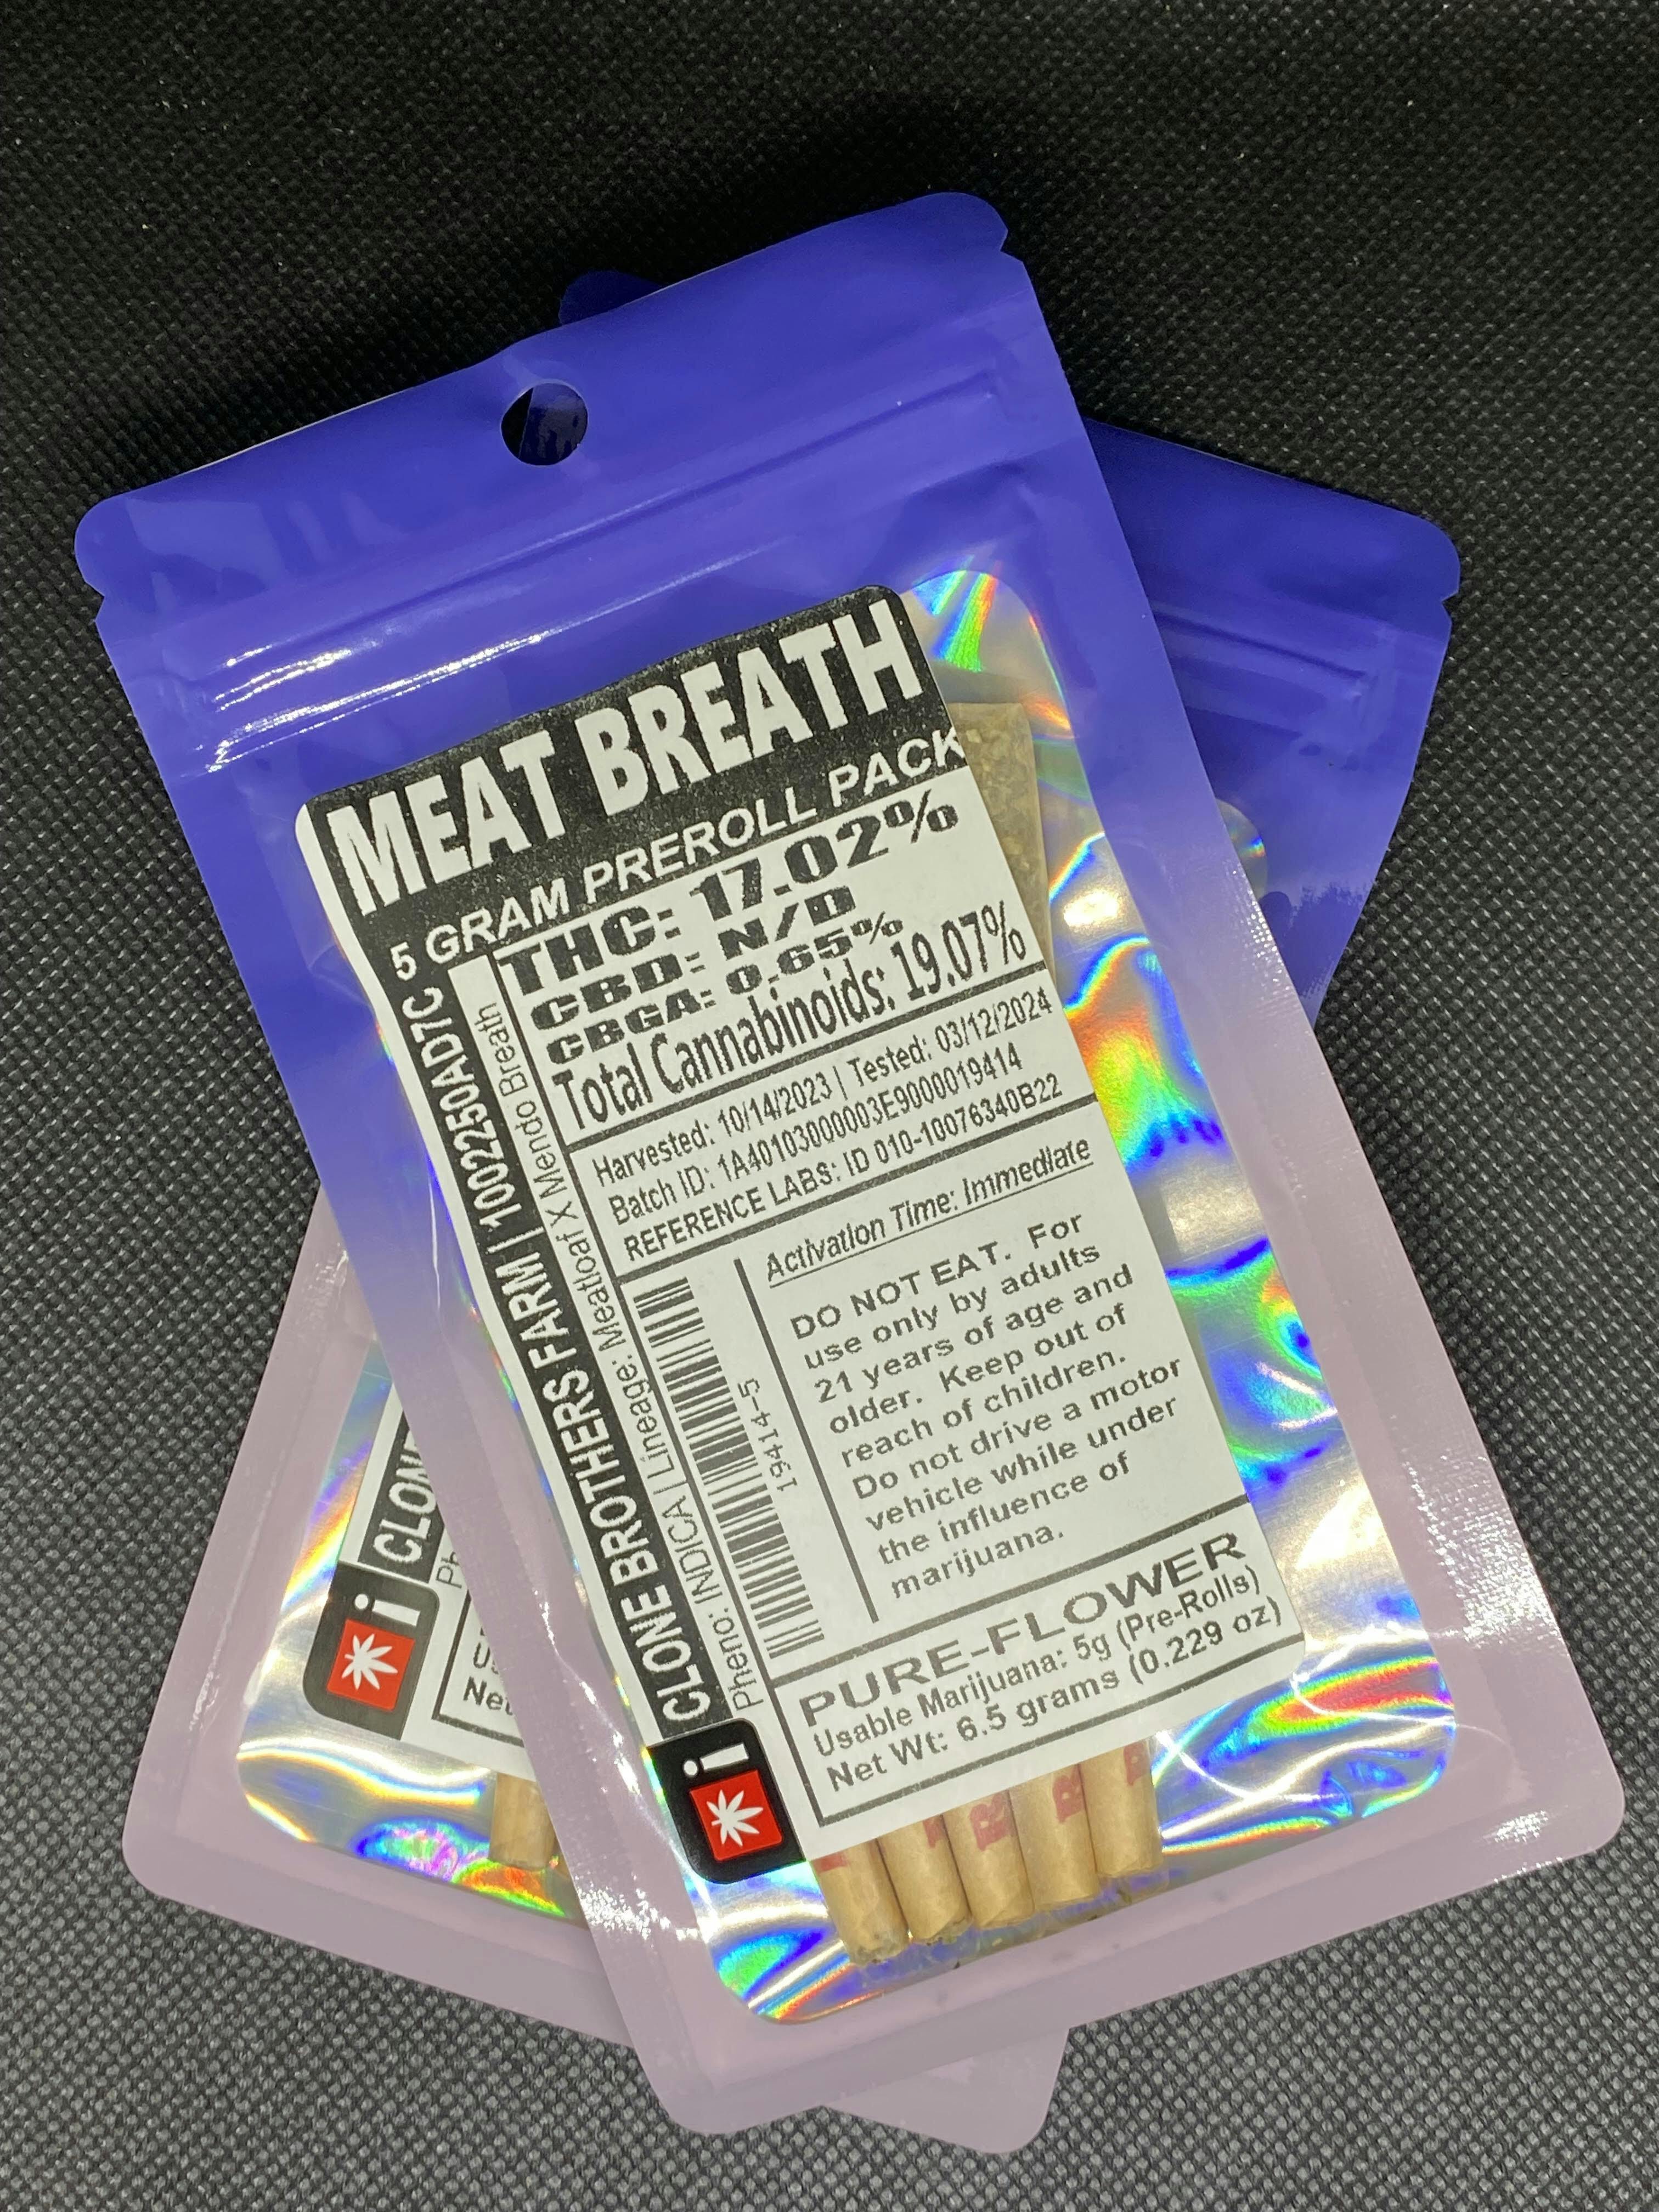 MEAT BREATH
5 GRAM PREROLL PACK
THC: 17.02%
CBD: N/D
CBGA: 0.65%
Total Cannabinoids: 19.07%
Harvested: 10/14/2023 | Tested: 03/12/2024
Batch ID: 1A40103000003E9000019414
REFERENCE LABS: ID 010-10076340B22
19414-5
Activation Time: Immediate
DO NOT EAT. For
use only by adults
21 years of age and
older. Keep out of
reach of children.
Do not drive a motor
vehicle while under
the influence of
marijuana.
PURE-FLOWER
Usable Marijuana: 5g (Pre-Rolls)
Net Wt: 6.5 grams (0.229 oz)
CLONE BROTHERS FARM | 1002250AD7C
Pheno: INDICA | Lineage: Meatloaf X Mendo Breath
!
R
R
R
CLON
Ph
Us
Net
!